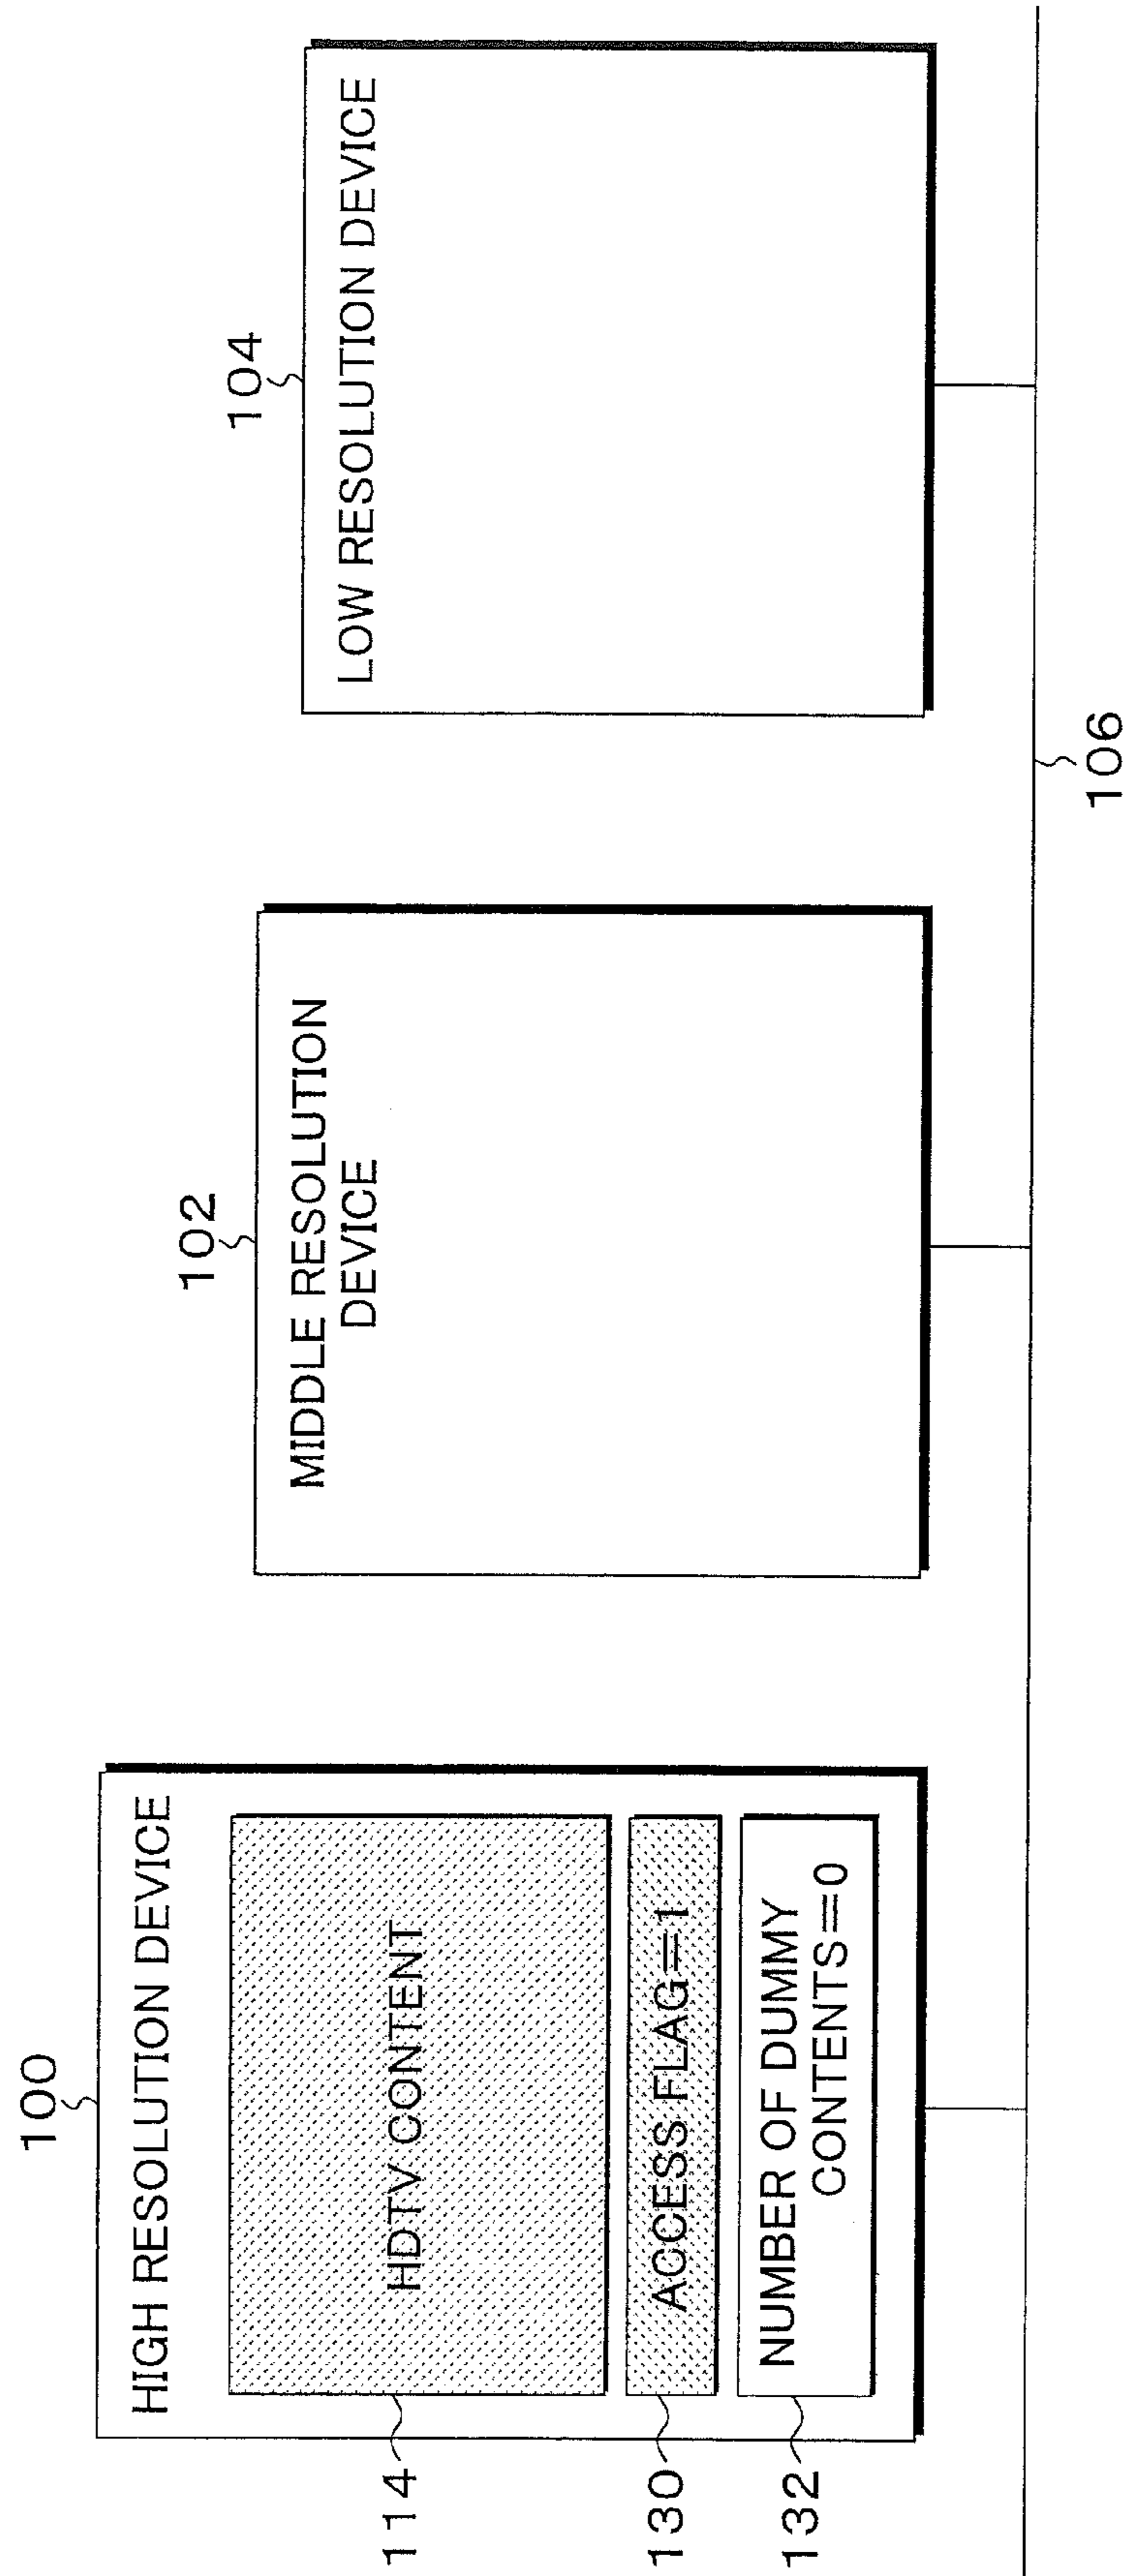 100
HIGH RESOLUTION DEVICE
114
HDTV CONTENT
130
ACCESS FLAG=1
132
NUMBER OF DUMMY
CONTENTS=0
102
MIDDLE RESOLUTION
DEVICE
104
LOW RESOLUTION DEVICE
106